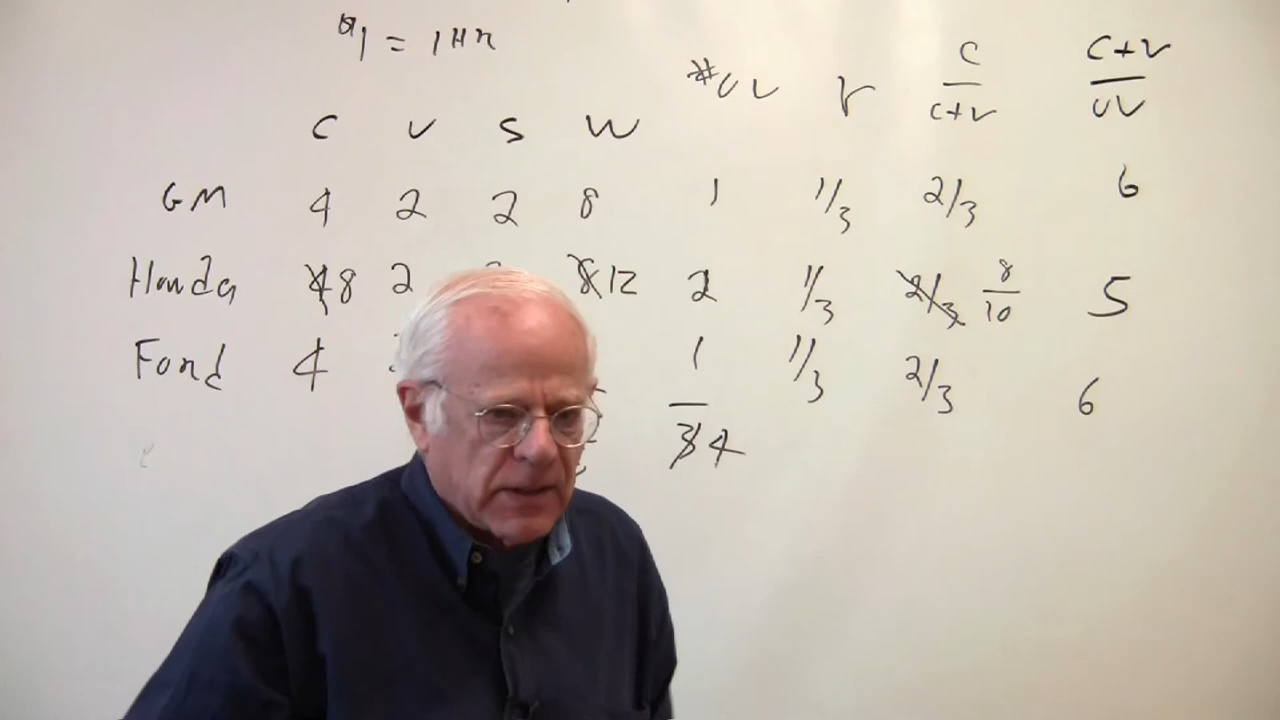 $1 = 1Hr
C V S W #UV r C/C+V C+V/UV
GM 4 2 2 8 1 1/3 2/3 6
Honda 4 8 2 8 12 2 1/3 2/3 8/10 5
Ford 4 1 1/3 2/3 6
3 4